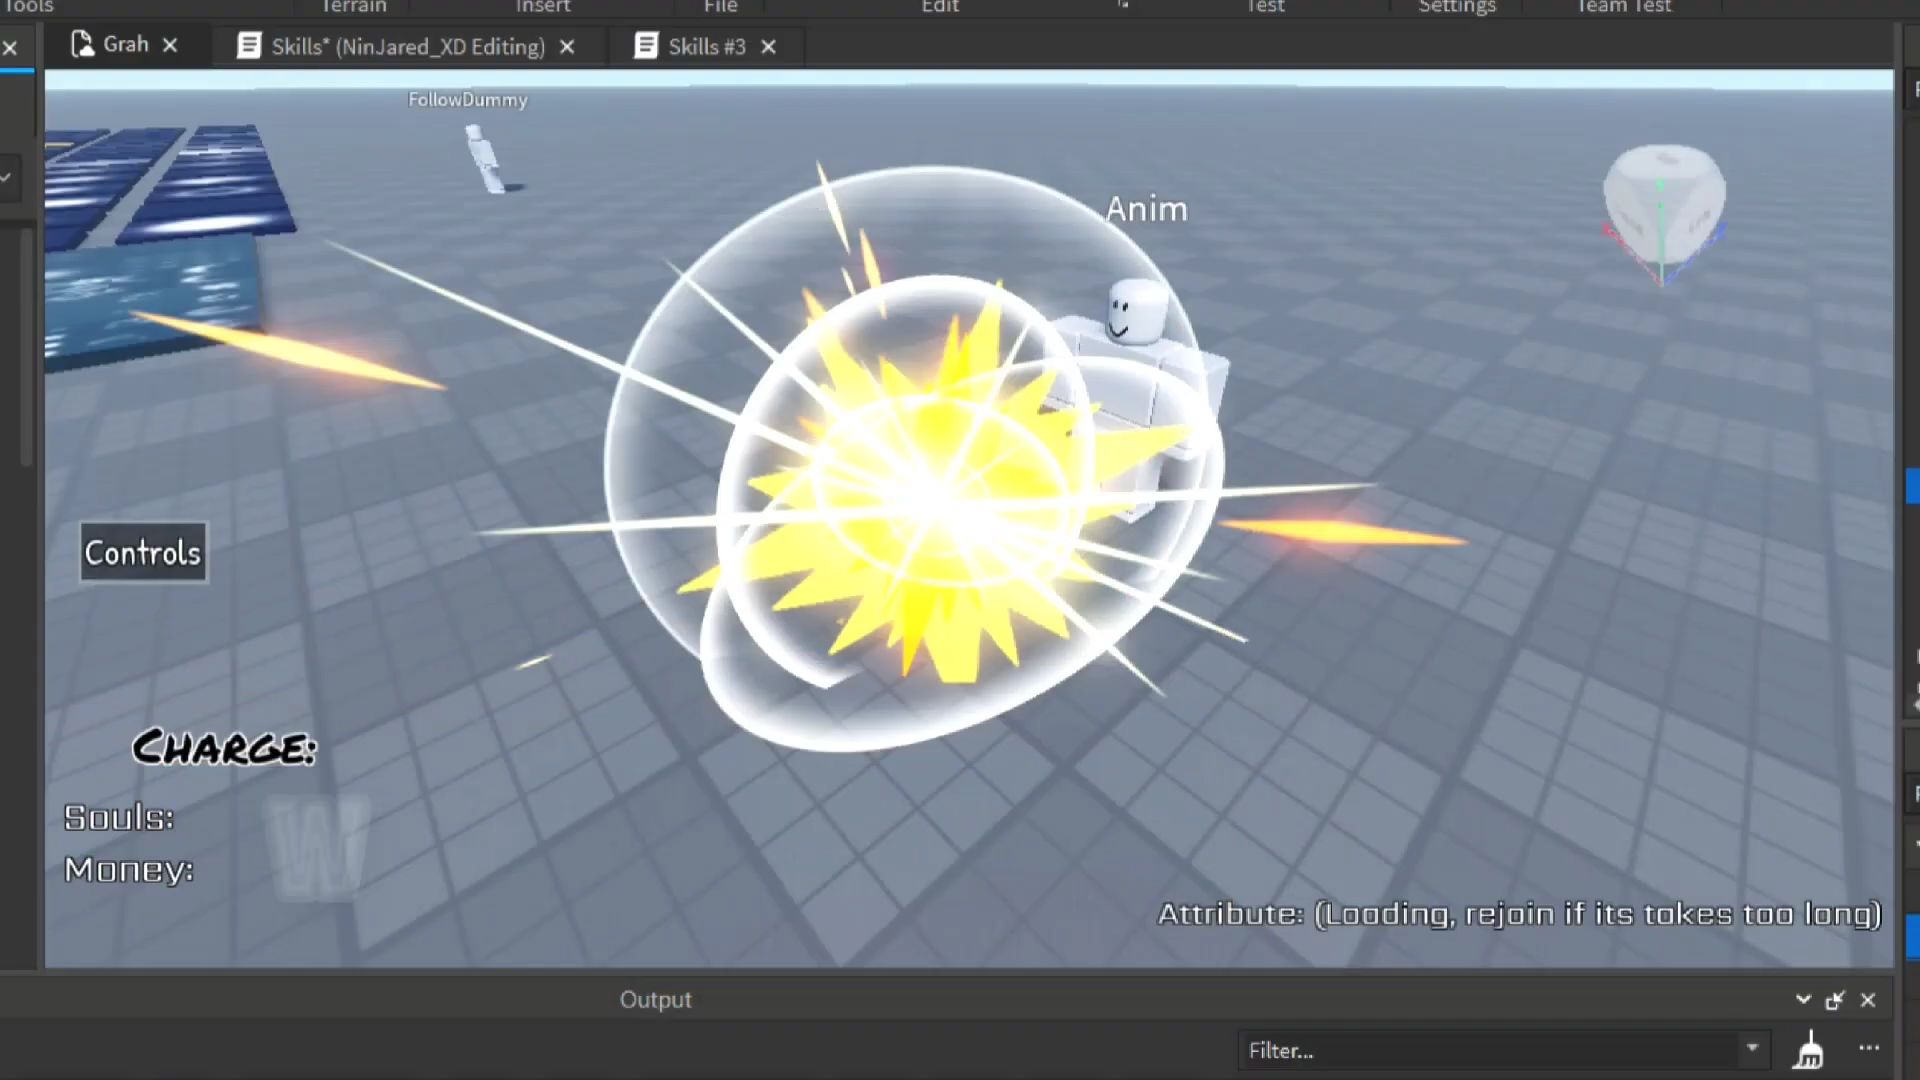 Tools Terrain Insert File Edit Test Settings Team Test
Grah Skills* (NinJared_XD Editing) Skills #3
FollowDummy
Anim
Controls
Charge:
Souls:
Money:
W
Attribute: (Loading, rejoin if its takes too long)
Output
Filter...